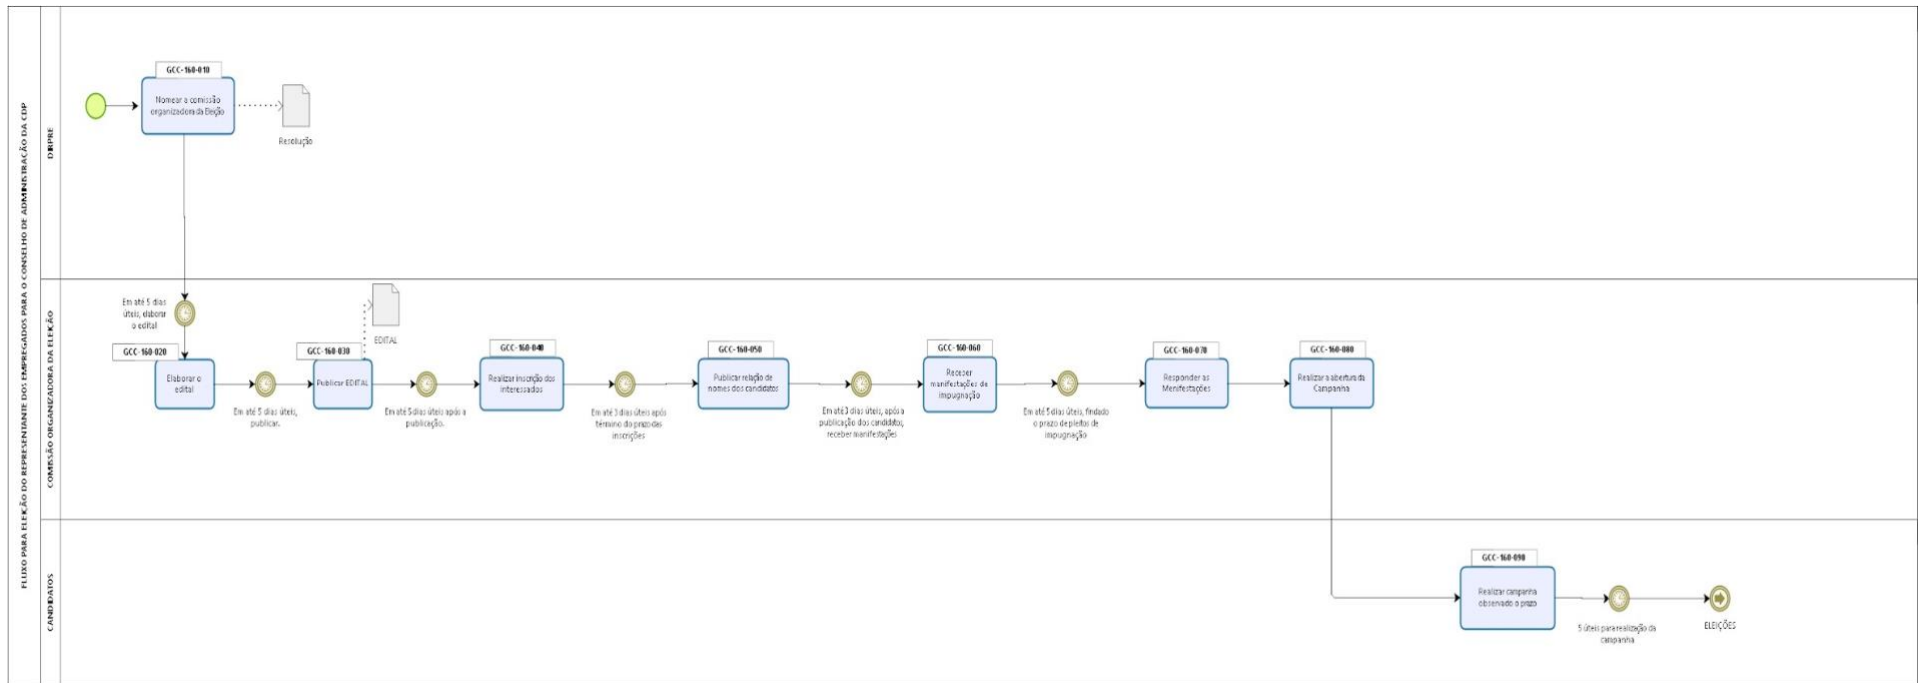 FLUXO PARA ELEIÇÃO DO REPRESENTANTE DOS EMPREGADOS PARA O CONSELHO DE ADMINISTRAÇÃO DA CDP
DIRPRE
GCC-160-010
Nomear a comissão
organizadora da Eleição
Resolução
COMISSÃO ORGANIZADORA DA ELEIÇÃO
Em até 5 dias
úteis, elaborar
o edital
GCC-160-020
Elaborar o
edital
Em até 5 dias úteis,
publicar.
GCC-160-030
Publicar EDITAL
EDITAL
Em até 5 dias úteis após a
publicação.
GCC-160-040
Realizar inscrição dos
interessados
Em até 3 dias úteis após
término do prazo das
inscrições
GCC-160-050
Publicar relação de
nomes dos candidatos
Em até 3 dias úteis, após a
publicação dos candidatos,
receber manifestações
GCC-160-060
Receber
manifestações de
impugnação
Em até 5 dias úteis, findado
o prazo de pleitos de
impugnação
GCC-160-070
Responder as
Menifestações
GCC-160-080
Realizar a abertura da
Campanha
CANDIDATOS
GCC-160-090
Realizar campanha
observado o prazo
5 úteis para realização da
campanha
ELEIÇÕES